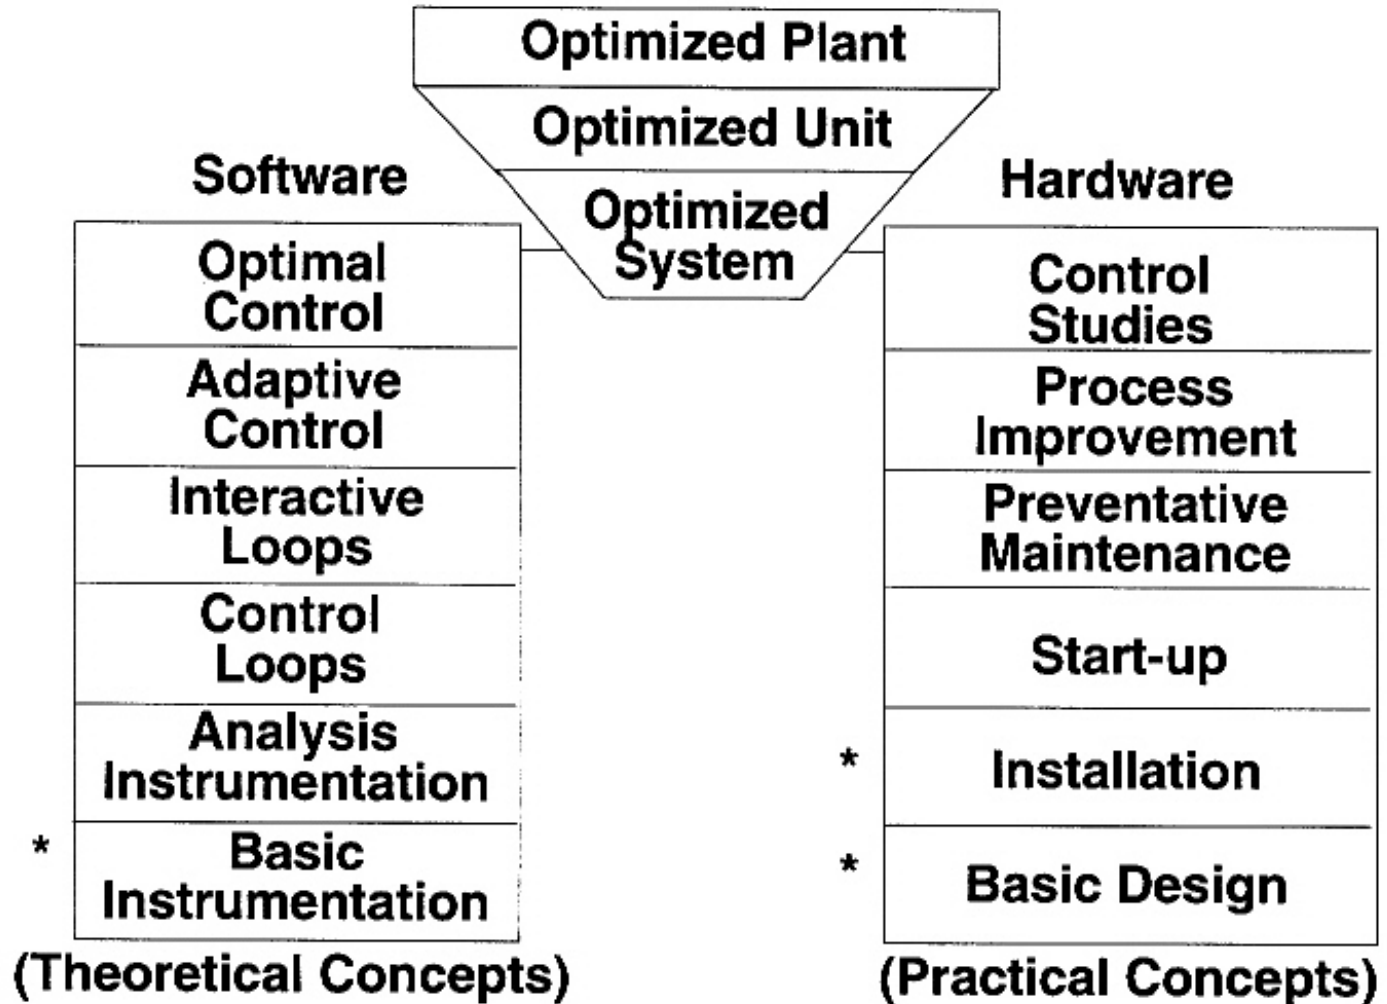 Optimized Plant
Optimized Unit
Optimized
System
Software
Optimal
Control
Adaptive
Control
Interactive
Loops
Control
Loops
Analysis
Instrumentation
*
Basic
Instrumentation
(Theoretical Concepts)
Hardware
Control
Studies
Process
Improvement
Preventative
Maintenance
Start-up
* Installation
* Basic Design
(Practical Concepts)